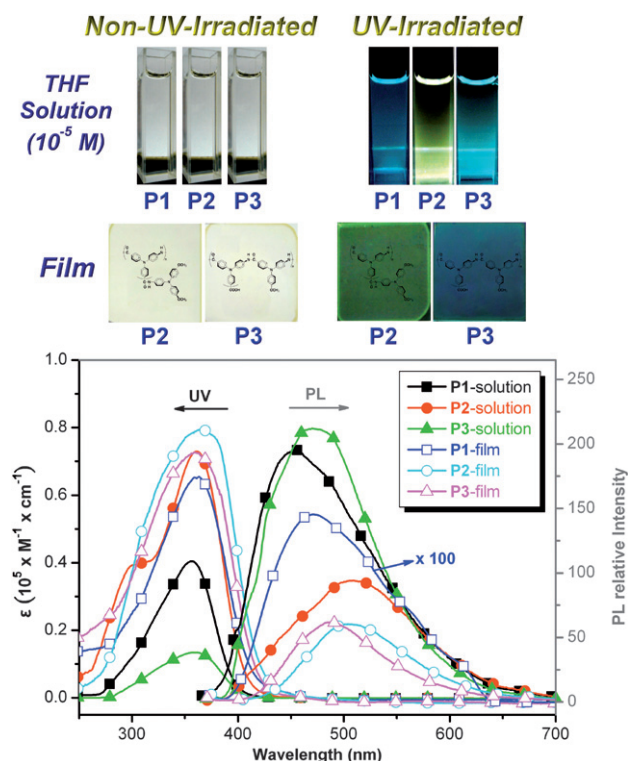 Non-UV-Irradiated UV-Irradiated
THF
Solution
(10⁻⁵ M)
P1 P2 P3 P1 P2 P3
Film
P2 P3 P2 P3
UV PL
P1-solution
P2-solution
P3-solution
P1-film
P2-film
P3-film
x 100
ε (10⁵ x M⁻¹ x cm⁻¹)
1.0
0.8
0.6
0.4
0.2
0.0
PL relative Intensity
250
200
150
100
50
0
300 400 500 600 700
Wavelength (nm)